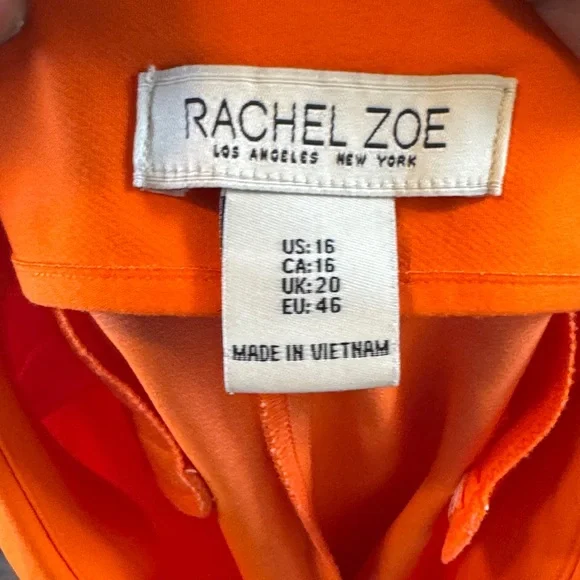 RACHEL ZOE
LOS ANGELES NEW YORK
US: 16
CA: 16
UK: 20
EU: 46
MADE IN VIETNAM